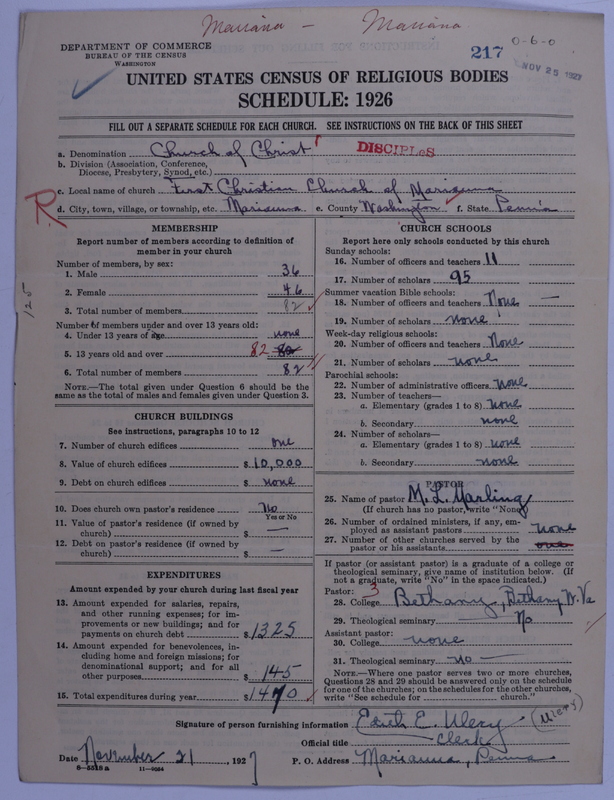 Marianna — Marianna
DEPARTMENT OF COMMERCE
BUREAU OF THE CENSUS
WASHINGTON
217
0-6-0
NOV 25 1927
UNITED STATES CENSUS OF RELIGIOUS BODIES
SCHEDULE: 1926
FILL OUT A SEPARATE SCHEDULE FOR EACH CHURCH. SEE INSTRUCTIONS ON THE BACK OF THIS SHEET
a. Denomination Church of Christ DISCIPLES
b. Division (Association, Conference,
Diocese, Presbytery, Synod, etc.)
c. Local name of church First Christian Church of Marianna
R. d. City, town, village, or township, etc. Marianna e. County Washington f. State Penn'a
MEMBERSHIP
Report number of members according to definition of
member in your church
Number of members, by sex:
1. Male 36
2. Female 46
3. Total number of members 82
125
Number of members under and over 13 years old:
4. Under 13 years of age none
5. 13 years old and over 82
6. Total number of members 82
NOTE.—The total given under Question 6 should be
same as the total of males and females given under Question 3.
CHURCH BUILDINGS
See instructions, paragraphs 10 to 12
7. Number of church edifices one
8. Value of church edifices $10,000
9. Debt on church edifices $ none
10. Does church own pastor's residence? No
Yes or No
11. Value of pastor's residence (if owned by
church) $ —
12. Debt on pastor's residence (if owned by
church) $ —
EXPENDITURES
Amount expended by your church during last fiscal year
13. Amount expended for salaries, repairs,
and other running expenses; for im-
provements or new buildings; and for
payments on church debt $1325
14. Amount expended for benevolences, in-
cluding home and foreign missions; for
denominational support; and for all
other purposes $ 145
15. Total expenditures during year $1470
CHURCH SCHOOLS
Report here only schools conducted by this church
Sunday schools:
16. Number of officers and teachers 11
17. Number of scholars 95
Summer vacation Bible schools:
18. Number of officers and teachers None —
19. Number of scholars none
Week-day religious schools:
20. Number of officers and teachers None
21. Number of scholars none
Parochial schools:
22. Number of administrative officers none
23. Number of teachers—
a. Elementary (grades 1 to 8) none
b. Secondary none
24. Number of scholars—
a. Elementary (grades 1 to 8) none
b. Secondary none
PASTOR
25. Name of pastor M. L. Marling
(If church has no pastor, write "None")
26. Number of ordained ministers, if any, em-
ployed as assistant pastors none
27. Number of other churches served by the
pastor or his assistants one
If pastor (or assistant pastor) is a graduate of a college or
theological seminary, give name of institution below. (If
not a graduate, write "No" in the space indicated.)
Pastor: 3
28. College Bethany, Bethany W. Va
29. Theological seminary No
Assistant pastor:
30. College none
31. Theological seminary no
NOTE.—Where one pastor serves two or more churches,
Questions 28 and 29 should be answered only on the schedule
for one of the churches; on the schedules for the other churches,
write "See schedule for church."
Signature of person furnishing information Edith E. Ulery (Ulery)
Official title Clerk
Date November 21, 1927 P. O. Address Marianna, Penna
8—5518 a 11—9264